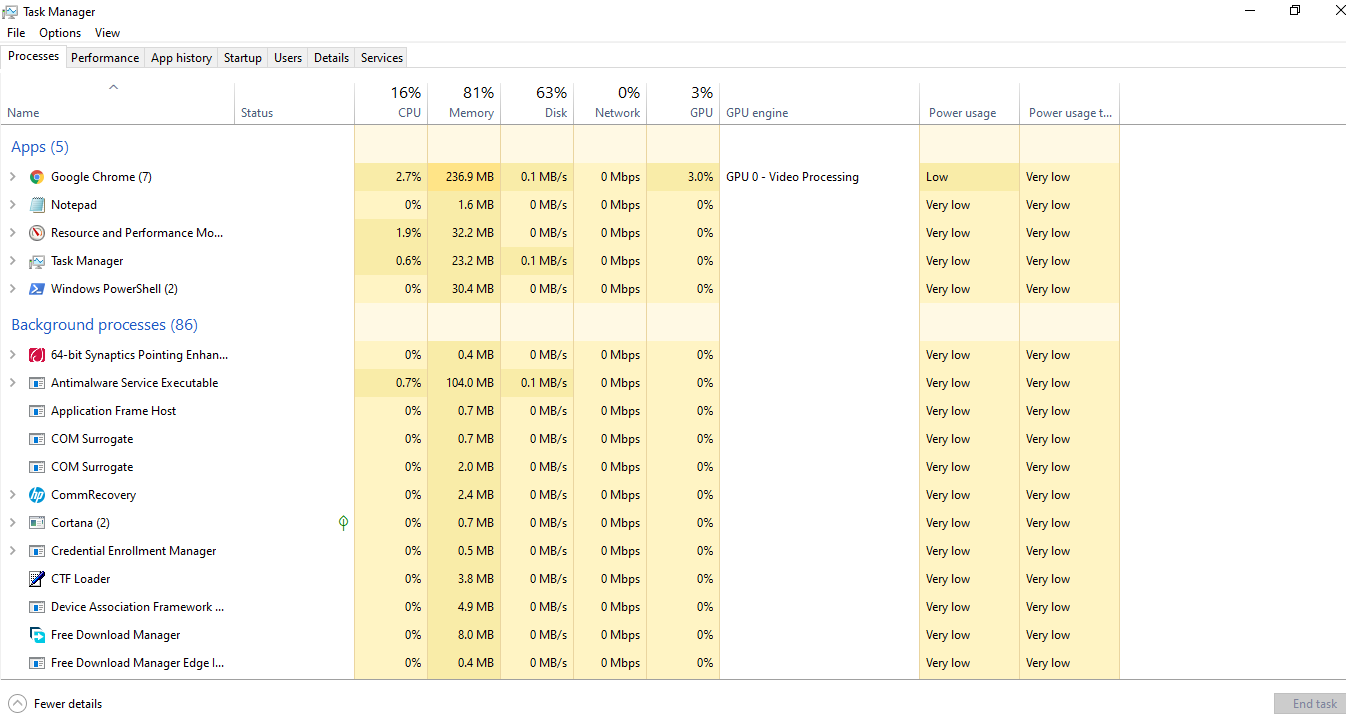 Task Manager
File Options View
Processes Performance App history Startup Users Details Services
16% 81% 63% 0% 3%
Name Status CPU Memory Disk Network GPU GPU engine Power usage Power usage t...
Apps (5)
Google Chrome (7) 2.7% 236.9 MB 0.1 MB/s 0 Mbps 3.0% GPU 0 - Video Processing Low Very low
Notepad 0% 1.6 MB 0 MB/s 0 Mbps 0% Very low Very low
Resource and Performance Mo... 1.9% 32.2 MB 0 MB/s 0 Mbps 0% Very low Very low
Task Manager 0.6% 23.2 MB 0.1 MB/s 0 Mbps 0% Very low Very low
Windows PowerShell (2) 0% 30.4 MB 0 MB/s 0 Mbps 0% Very low Very low
Background processes (86)
64-bit Synaptics Pointing Enhan... 0% 0.4 MB 0 MB/s 0 Mbps 0% Very low Very low
Antimalware Service Executable 0.7% 104.0 MB 0.1 MB/s 0 Mbps 0% Very low Very low
Application Frame Host 0% 0.7 MB 0 MB/s 0 Mbps 0% Very low Very low
COM Surrogate 0% 0.7 MB 0 MB/s 0 Mbps 0% Very low Very low
COM Surrogate 0% 2.0 MB 0 MB/s 0 Mbps 0% Very low Very low
hp CommRecovery 0% 2.4 MB 0 MB/s 0 Mbps 0% Very low Very low
Cortana (2) 0% 0.7 MB 0 MB/s 0 Mbps 0% Very low Very low
Credential Enrollment Manager 0% 0.5 MB 0 MB/s 0 Mbps 0% Very low Very low
CTF Loader 0% 3.8 MB 0 MB/s 0 Mbps 0% Very low Very low
Device Association Framework ... 0% 4.9 MB 0 MB/s 0 Mbps 0% Very low Very low
Free Download Manager 0% 8.0 MB 0 MB/s 0 Mbps 0% Very low Very low
Free Download Manager Edge I... 0% 0.4 MB 0 MB/s 0 Mbps 0% Very low Very low
Fewer details End task